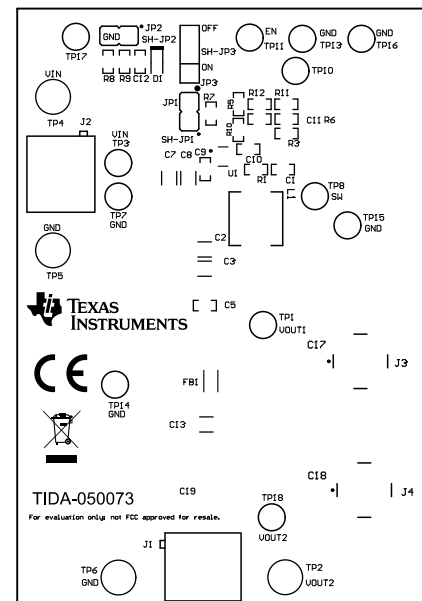 OFF
JP2
GND
SH-JP2
TP17
SH-JP3
EN
TP11
GND
TP13
GND
TP16
ON
JP3
TP10
R8 R9 C12 D1
VIN
TP4
J2
JP1
R7
R5
R12 R11
R10
C11 R6
R3
SH-JP1
VIN
TP3
C7 C8
C9
U1
C10
R1
C1
TP7
GND
L1
TP8
SW
TP15
GND
GND
TP5
C2
C3
TEXAS
INSTRUMENTS
C5
TP1
VOUT1
C17
J3
CE
FB1
TP14
GND
C13
C18
J4
C19
TIDA-050073
For evaluation only; not FCC approved for resale.
TP18
VOUT2
J1
TP6
GND
TP2
VOUT2